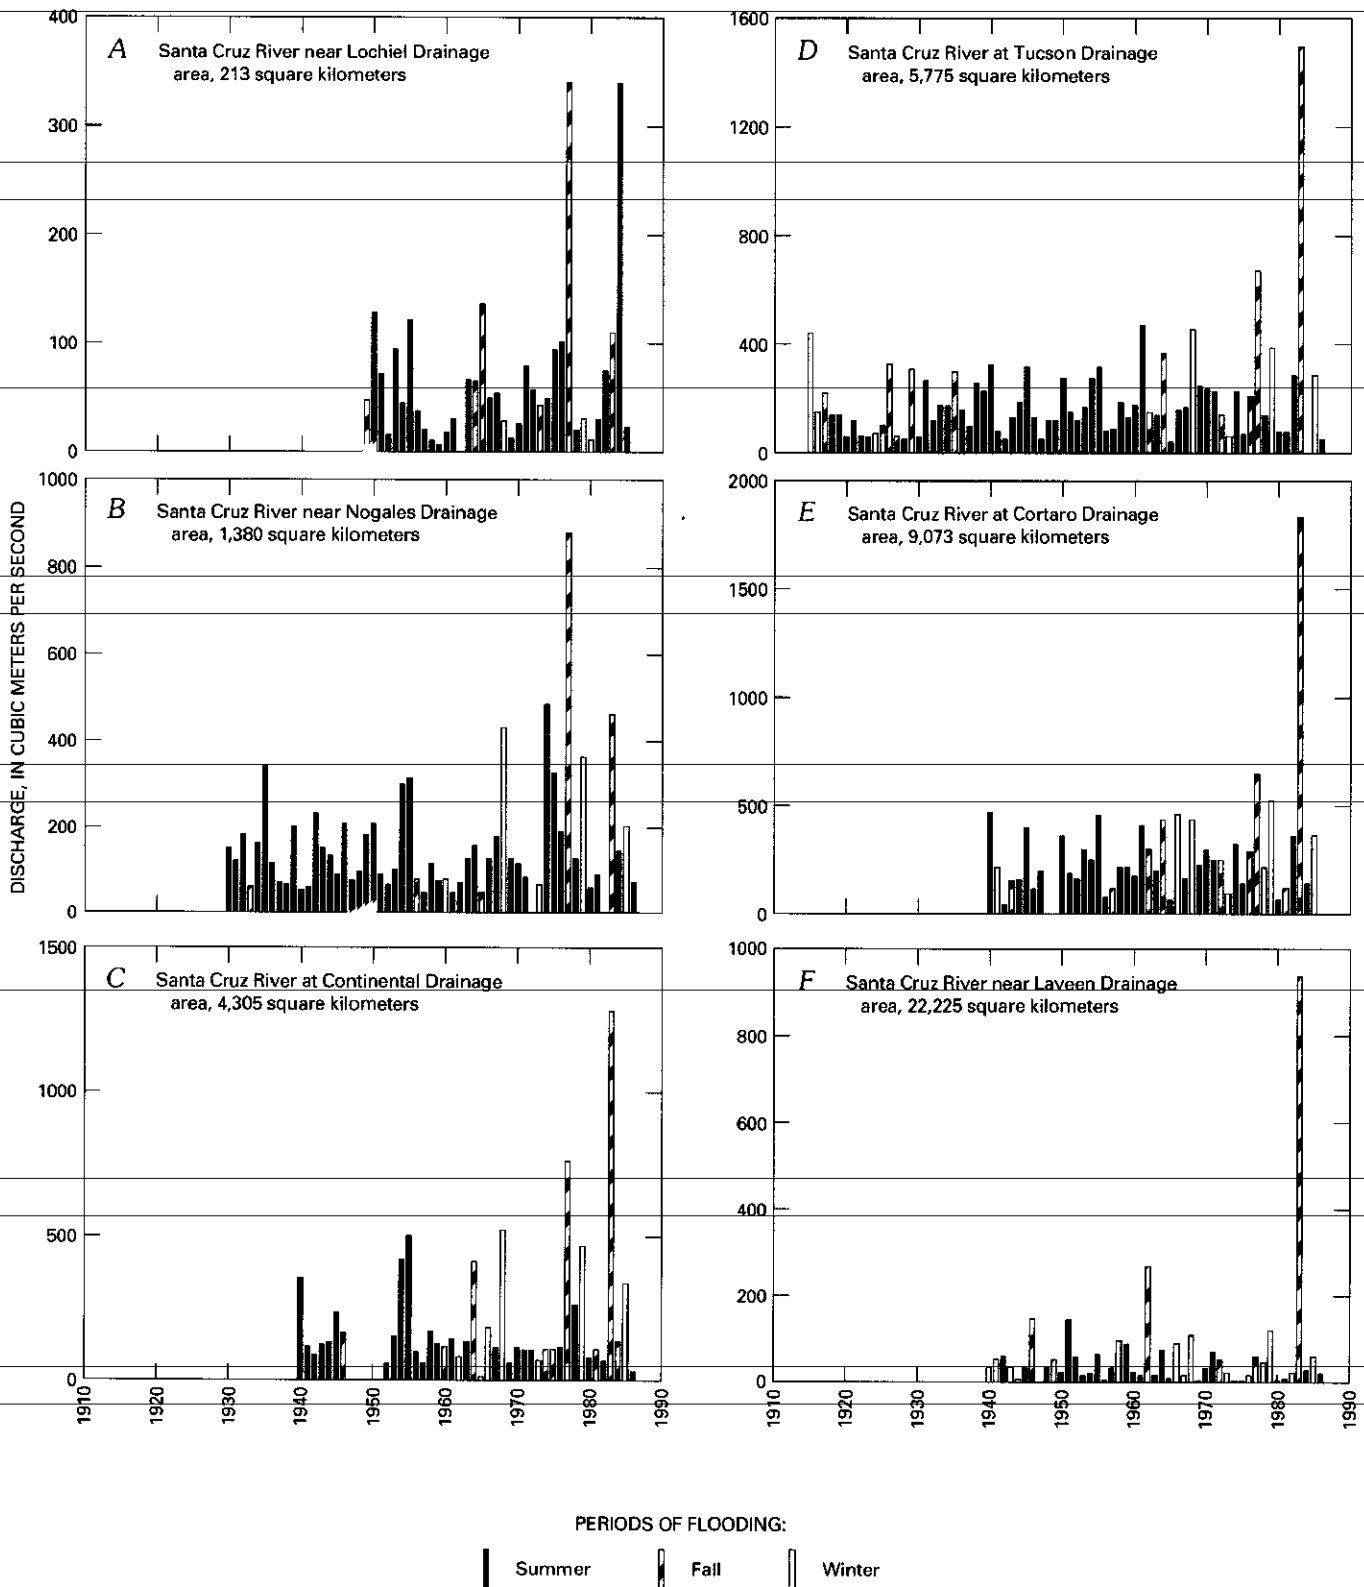 DISCHARGE, IN CUBIC METERS PER SECOND
A Santa Cruz River near Lochiel Drainage
area, 213 square kilometers
400
300
200
100
0
B Santa Cruz River near Nogales Drainage
area, 1,380 square kilometers
1000
800
600
400
200
0
C Santa Cruz River at Continental Drainage
area, 4,305 square kilometers
1500
1000
500
0
1910 1920 1930 1940 1950 1960 1970 1980 1990
D Santa Cruz River at Tucson Drainage
area, 5,775 square kilometers
1600
1200
800
400
0
E Santa Cruz River at Cortaro Drainage
area, 9,073 square kilometers
2000
1500
1000
500
0
F Santa Cruz River near Laveen Drainage
area, 22,225 square kilometers
1000
800
600
400
200
0
1910 1920 1930 1940 1950 1960 1970 1980 1990
PERIODS OF FLOODING:
Summer Fall Winter